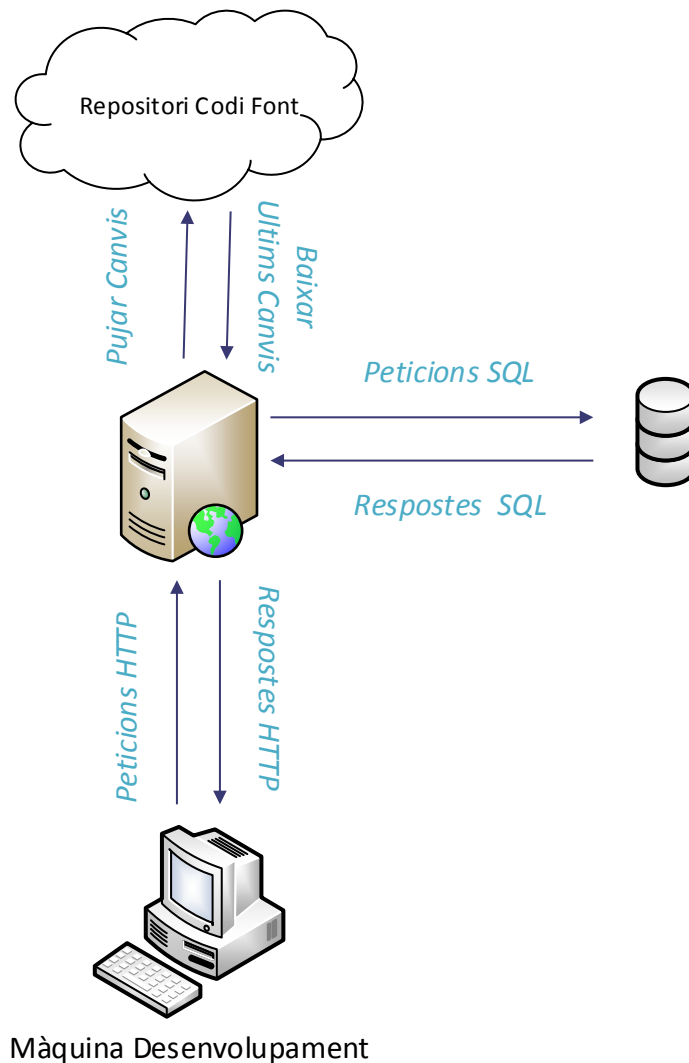 Repositori Codi Font
Pujar Canvis
Baixar
Ultims Canvis
Peticions SQL
Respostes SQL
Peticions HTTP
Respostes HTTP
Màquina Desenvolupament